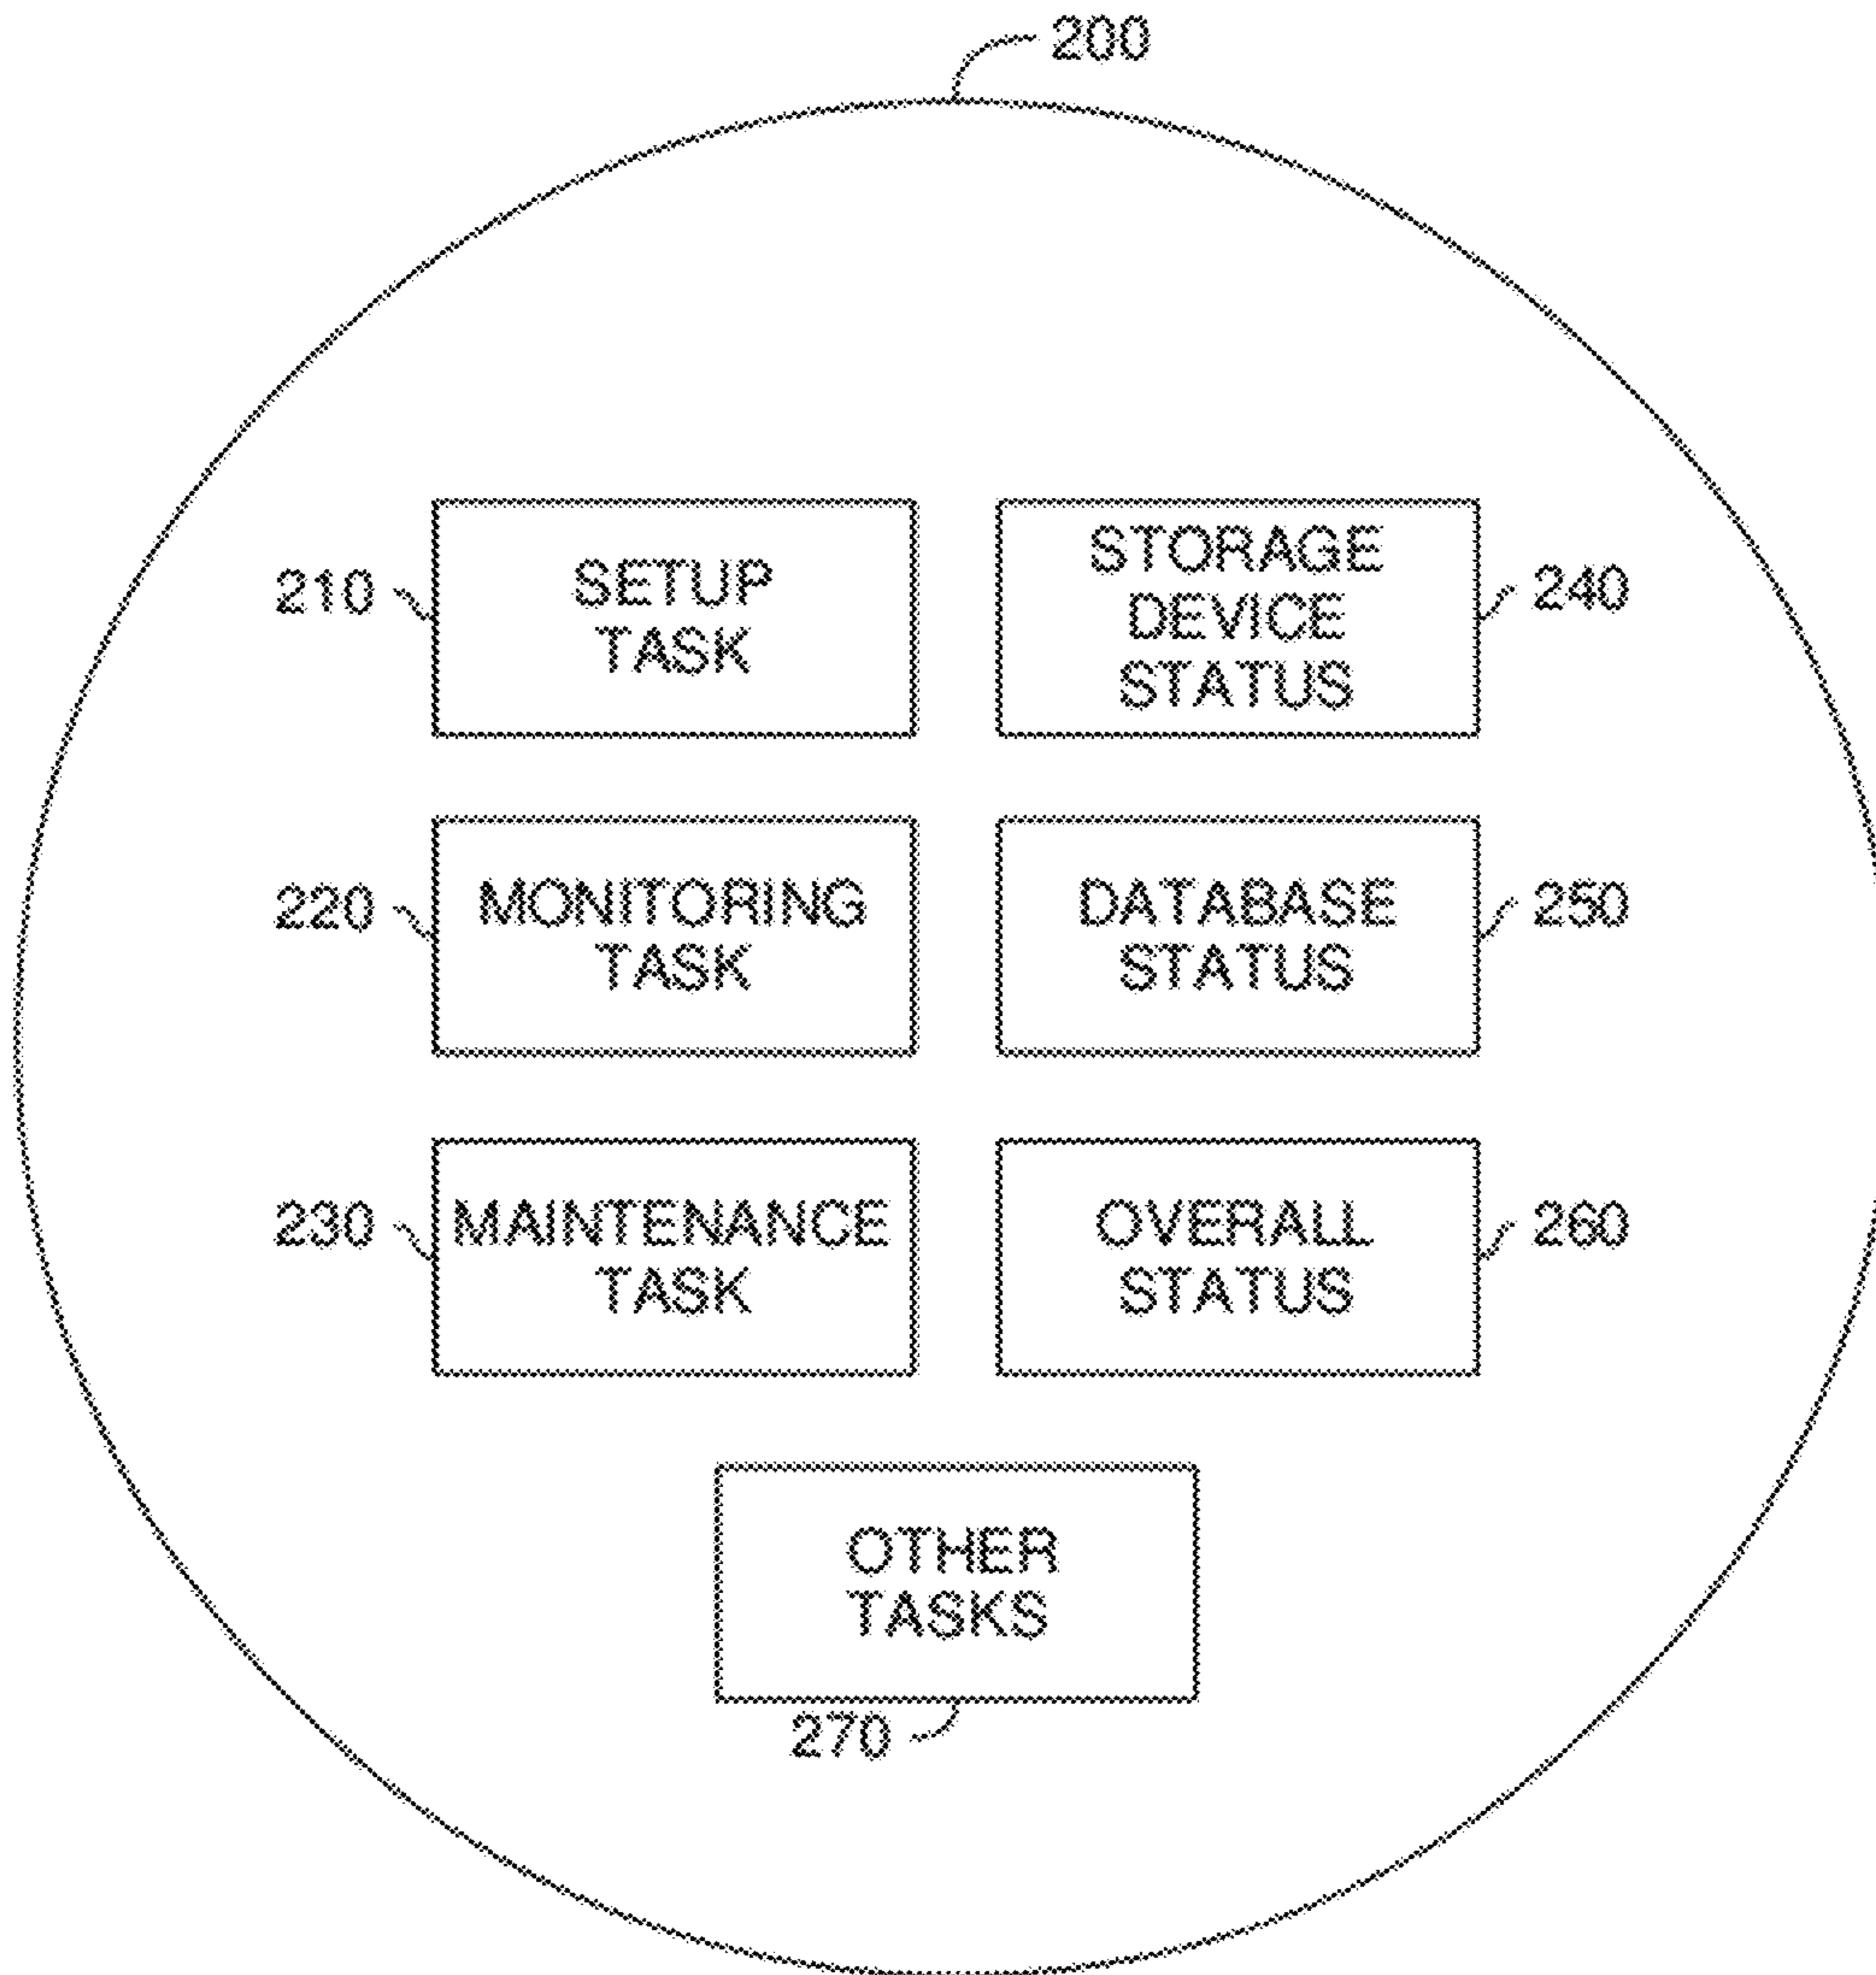 200
210
SETUP
TASK
STORAGE
DEVICE
STATUS
240
220
MONITORING
TASK
DATABASE
STATUS
250
230
MAINTENANCE
TASK
OVERALL
STATUS
260
OTHER
TASKS
270